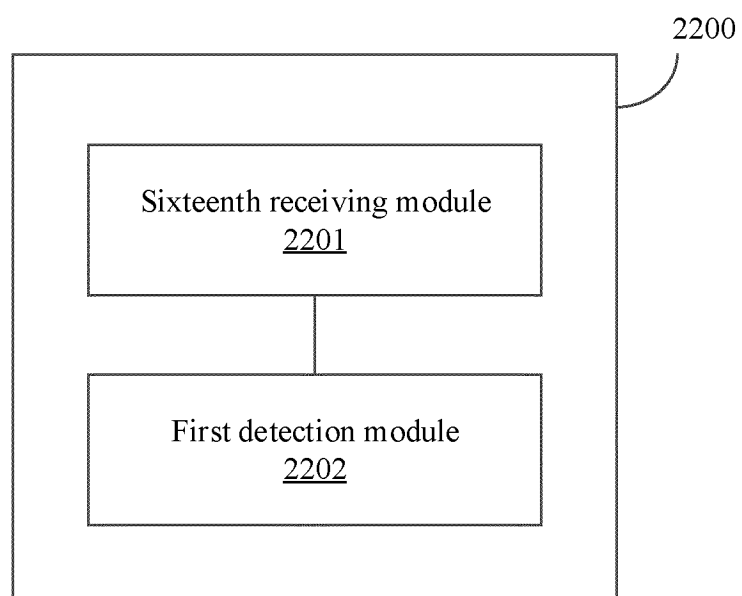 2200
Sixteenth receiving module
2201
First detection module
2202